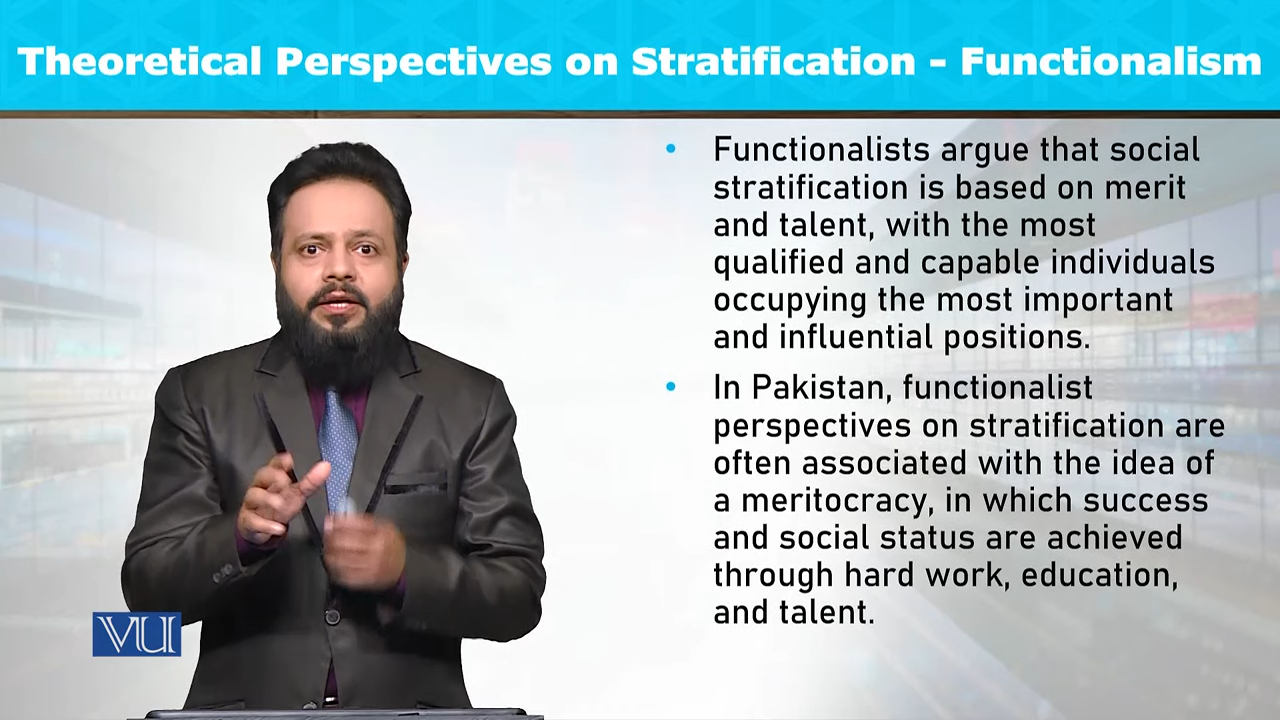 Theoretical Perspectives on Stratification - Functionalism
• Functionalists argue that social
stratification is based on merit
and talent, with the most
qualified and capable individuals
occupying the most important
and influential positions.
• In Pakistan, functionalist
perspectives on stratification are
often associated with the idea of
a meritocracy, in which success
and social status are achieved
through hard work, education,
and talent.
VU